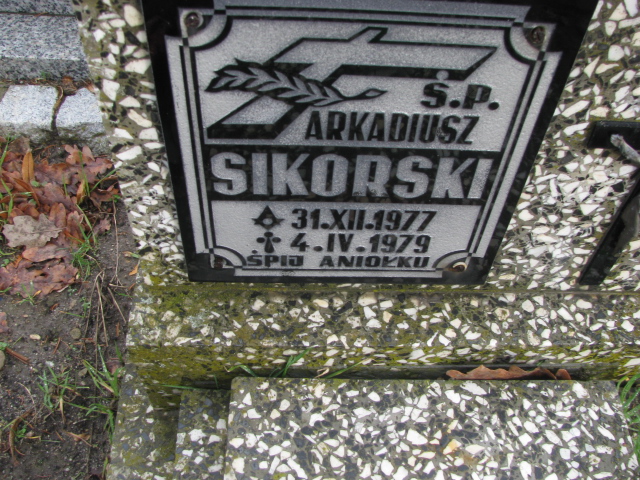 Ś.P.
ARKADIUSZ
SIKORSKI
31.XII.1977
4.IV.1979
ŚPIJ ANIOŁKU